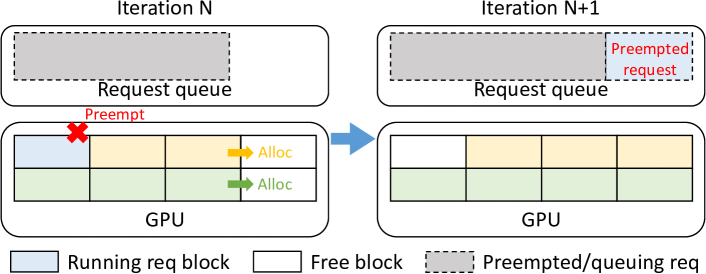 Iteration N
Request queue
Preempt
Alloc
Alloc
GPU
Iteration N+1
Preempted
request
Request queue
GPU
Running req block
Free block
Preempted/queuing req